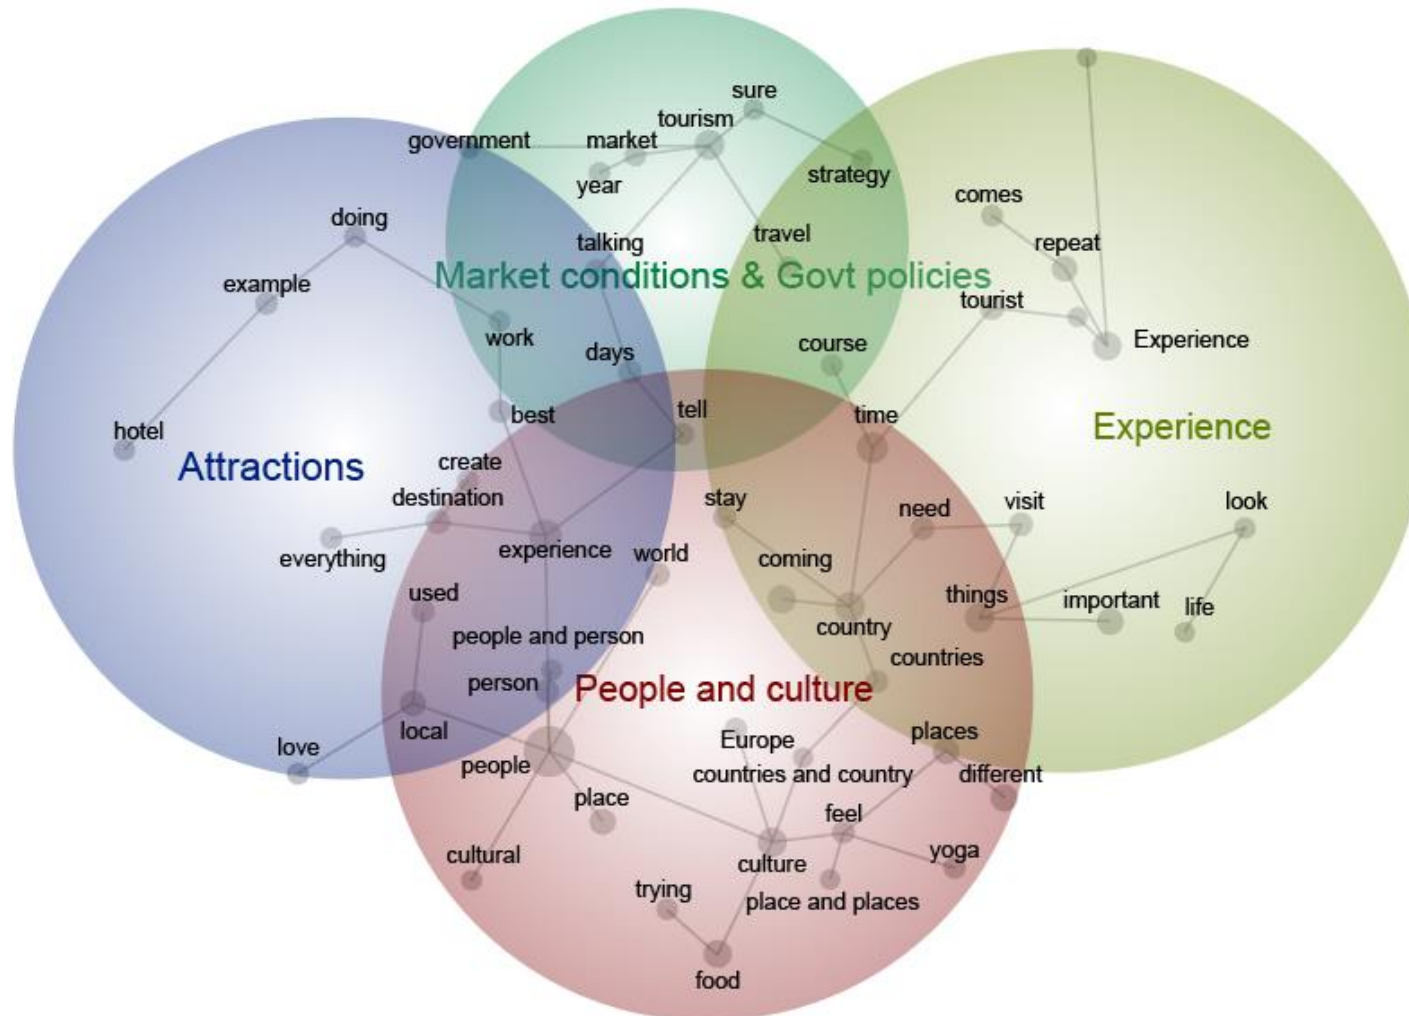 sure
tourism
government
market
strategy
year
comes
doing
travel
talking
repeat
Market conditions & Govt policies
example
tourist
work
days
course
Experience
best
tell
time
hotel
Experience
Attractions
create
destination
stay
need
visit
look
everything
experience
world
coming
used
things
important
life
people and person
country
countries
person
People and culture
local
love
people
Europe
places
countries and country
different
place
feel
cultural
culture
yoga
trying
place and places
food